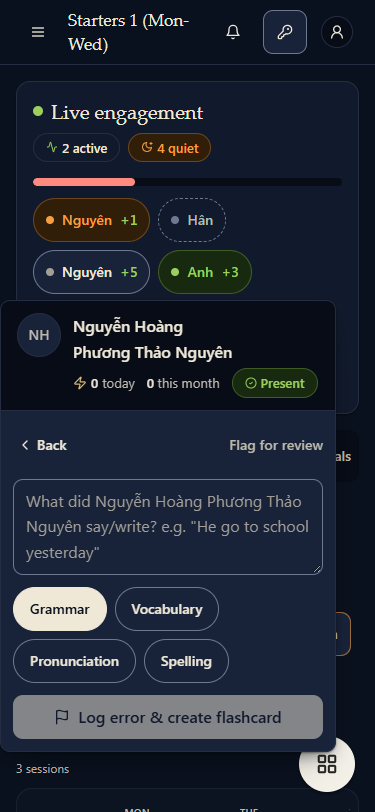 Starters 1 (Mon-
Wed)
Live engagement
2 active
4 quiet
Nguyên +1
Hân
Nguyên +5
Anh +3
NH
Nguyễn Hoàng
Phương Thảo Nguyên
0 today 0 this month
Present
Back
Flag for review
als
What did Nguyễn Hoàng Phương Thảo
Nguyên say/write? e.g. "He go to school
yesterday"
Grammar
Vocabulary
Pronunciation
Spelling
Log error & create flashcard
3 sessions
MON
TUE